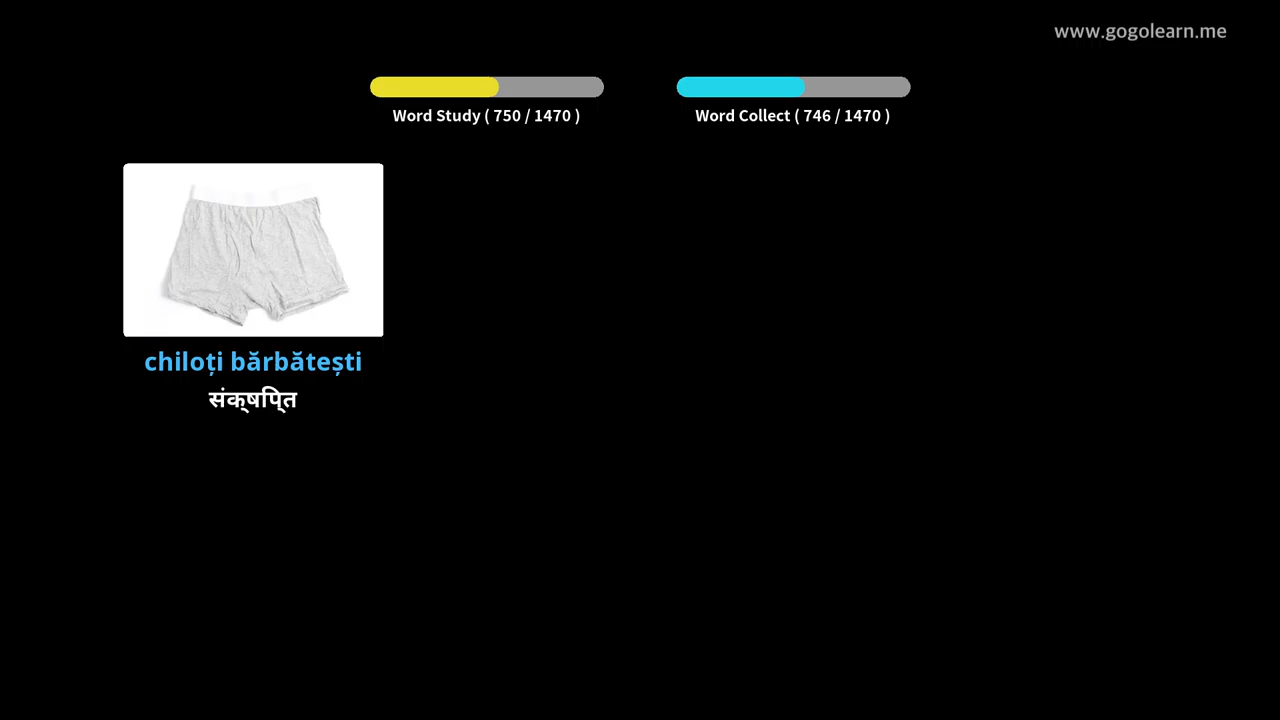 www.gogolearn.me
Word Study ( 750 / 1470 )
Word Collect ( 746 / 1470 )
chiloți bărbătești
संक्षिप्त